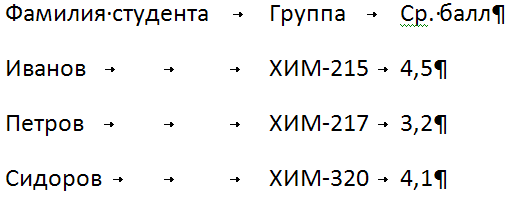 Фамилия·студента → Группа → Ср.·балл¶
Иванов → → → ХИМ-215 → 4,5¶
Петров → → → ХИМ-217 → 3,2¶
Сидоров → → → ХИМ-320 → 4,1¶